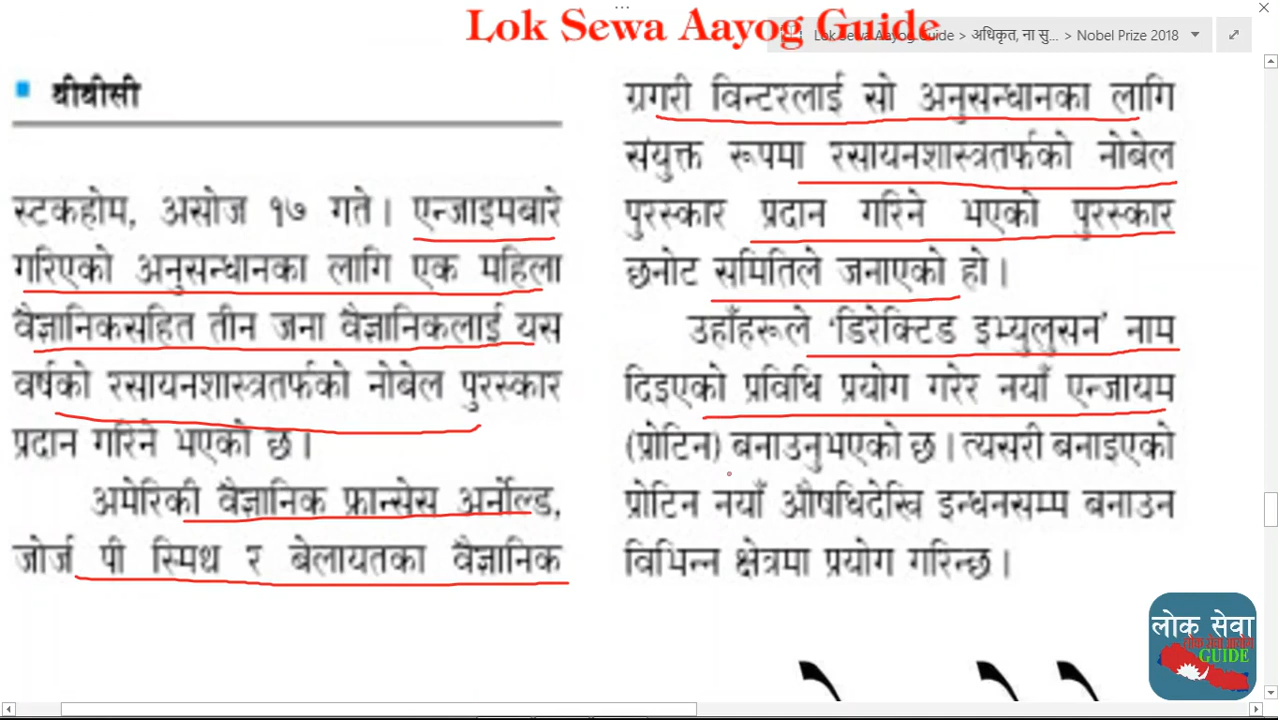 Lok Sewa Aayog Guide
Lok Sewa Aayog Guide > अधिकृत, ना सु... > Nobel Prize 2018
बीबीसी
स्टकहोम, असोज १७ गते । एन्जाइमबारे
गरिएको अनुसन्धानका लागि एक महिला
वैज्ञानिकसहित तीन जना वैज्ञानिकलाई यस
वर्षको रसायनशास्त्रतर्फको नोबेल पुरस्कार
प्रदान गरिने भएको छ ।
अमेरिकी वैज्ञानिक फ्रान्सेस अर्नोल्ड,
जोर्ज पी स्मिथ र बेलायतका वैज्ञानिक
ग्रगरी विन्टरलाई सो अनुसन्धानका लागि
संयुक्त रूपमा रसायनशास्त्रतर्फको नोबेल
पुरस्कार प्रदान गरिने भएको पुरस्कार
छनोट समितिले जनाएको हो ।
उहाँहरूले ‘डिरेक्टिड इभ्युलुसन’ नाम
दिइएको प्रविधि प्रयोग गरेर नयाँ एन्जायम
(प्रोटिन) बनाउनुभएको छ । त्यसरी बनाइएको
प्रोटिन नयाँ औषधिदेखि इन्धनसम्म बनाउन
विभिन्न क्षेत्रमा प्रयोग गरिन्छ ।
लोक सेवा
लोक सेवा आयोग
GUIDE